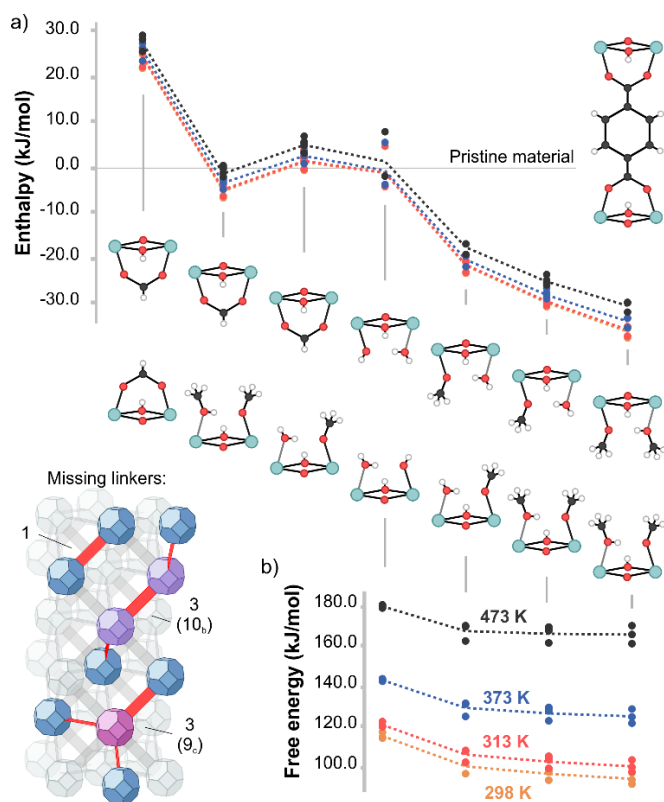 a)
Enthalpy (kJ/mol)
30.0
20.0
10.0
0.0
-10.0
-20.0
-30.0
Pristine material
Missing linkers:
1
3
(10b)
3
(9c)
b)
Free energy (kJ/mol)
180.0
160.0
140.0
120.0
100.0
473 K
373 K
313 K
298 K